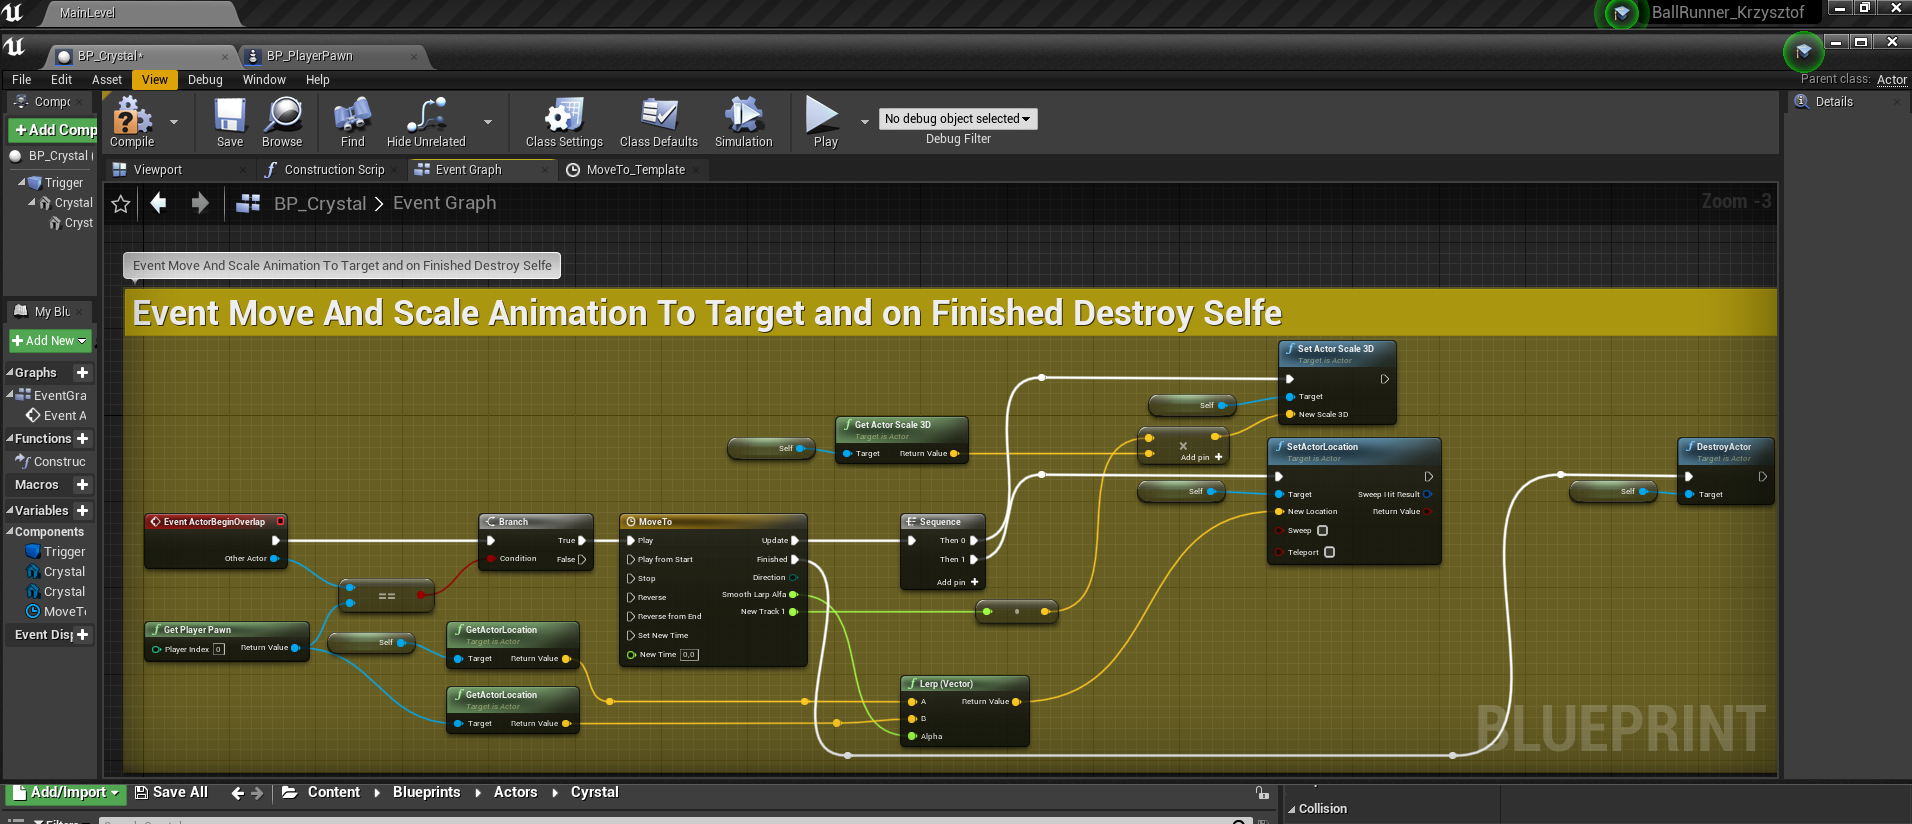 MainLevel
BallRunner_Krzysztof
BP_Crystal*
BP_PlayerPawn
File Edit Asset View Debug Window Help
Parent class: Actor
Compo
+ Add Comp
BP_Crystal (
Trigger
Crystal
Cryst
Compile
Save
Browse
Find
Hide Unrelated
Class Settings
Class Defaults
Simulation
Play
No debug object selected
Debug Filter
Details
Viewport
Construction Scrip
Event Graph
MoveTo_Template
BP_Crystal > Event Graph
Zoom -3
Event Move And Scale Animation To Target and on Finished Destroy Selfe
Event Move And Scale Animation To Target and on Finished Destroy Selfe
My Blu
+ Add New
Graphs
EventGra
Event A
Functions
Construc
Macros
Variables
Components
Trigger
Crystal
Crystal
MoveTo
Event Disp
Set Actor Scale 3D
Target is Actor
Target
New Scale 3D
Self
Get Actor Scale 3D
Target is Actor
Target Return Value
Self
×
Add pin +
SetActorLocation
Target is Actor
Target Sweep Hit Result
New Location Return Value
Sweep
Teleport
Self
DestroyActor
Target is Actor
Target
Self
Event ActorBeginOverlap
Other Actor
Branch
True
Condition False
MoveTo
Play Update
Play from Start Finished
Stop Direction
Smooth Larp Alfa
Reverse
New Track 1
Reverse from End
Set New Time
New Time 0,0
Sequence
Then 0
Then 1
Add pin +
==
Get Player Pawn
Player Index 0 Return Value
Self
GetActorLocation
Target is Actor
Target Return Value
GetActorLocation
Target is Actor
Target Return Value
Lerp (Vector)
A Return Value
B
Alpha
BLUEPRINT
Add/Import
Save All
Content Blueprints Actors Cyrstal
Collision
Filters